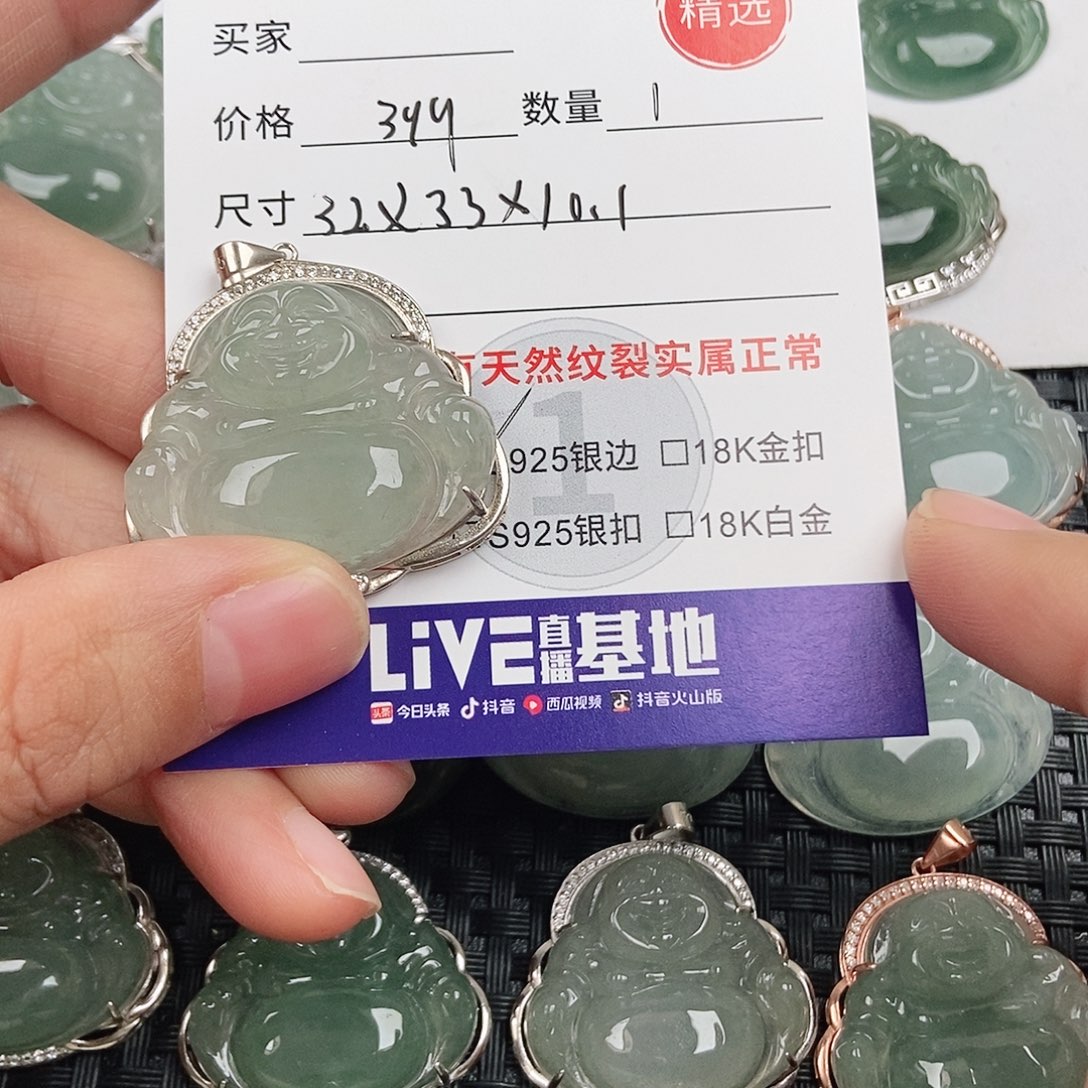 精选
买家
价格 数量 1
尺寸 32X33X10.1
天然纹裂实属正常
925银边 □18K金扣
S925银扣 □18K白金
LiVE直播基地
头条 今日头条 抖音 西瓜视频 抖音火山版